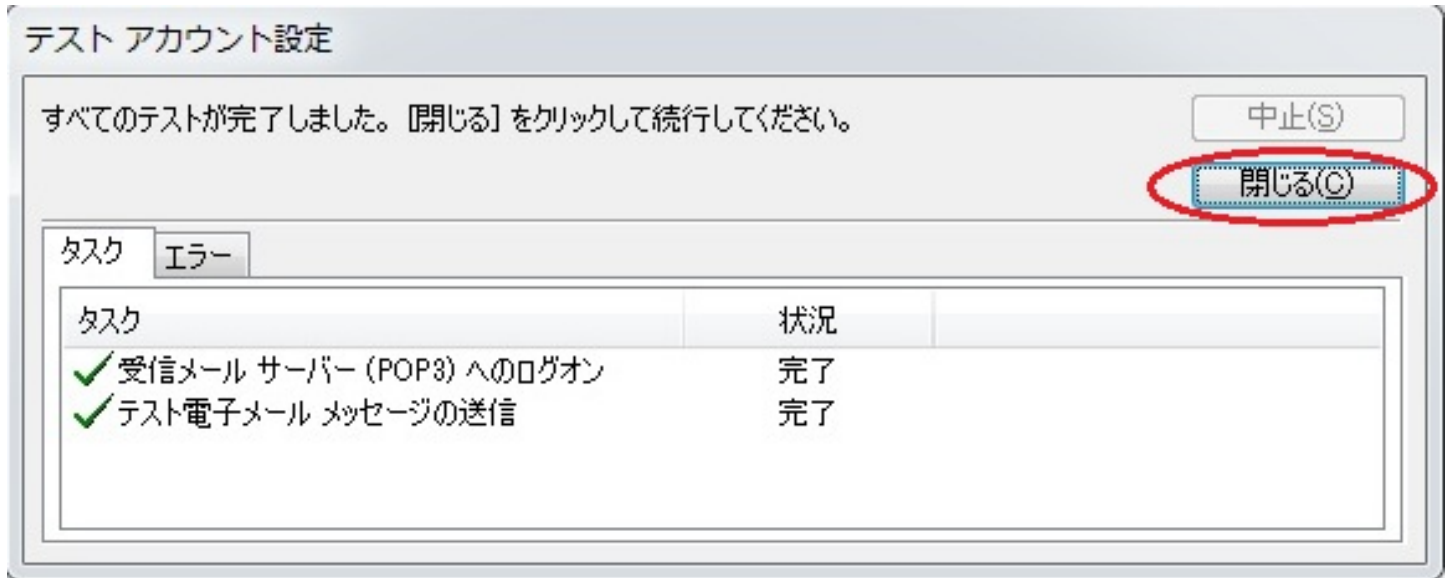 テスト アカウント設定
すべてのテストが完了しました。[閉じる] をクリックして続行してください。
中止(S)
閉じる(C)
タスク エラー
タスク 状況
受信メール サーバー (POP3) へのログオン 完了
テスト電子メール メッセージの送信 完了